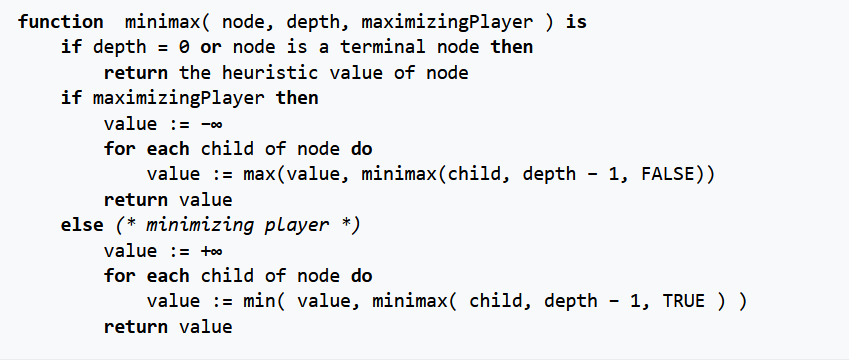 function minimax( node, depth, maximizingPlayer ) is
if depth = 0 or node is a terminal node then
return the heuristic value of node
if maximizingPlayer then
value := −∞
for each child of node do
value := max(value, minimax(child, depth − 1, FALSE))
return value
else (* minimizing player *)
value := +∞
for each child of node do
value := min( value, minimax( child, depth − 1, TRUE ) )
return value